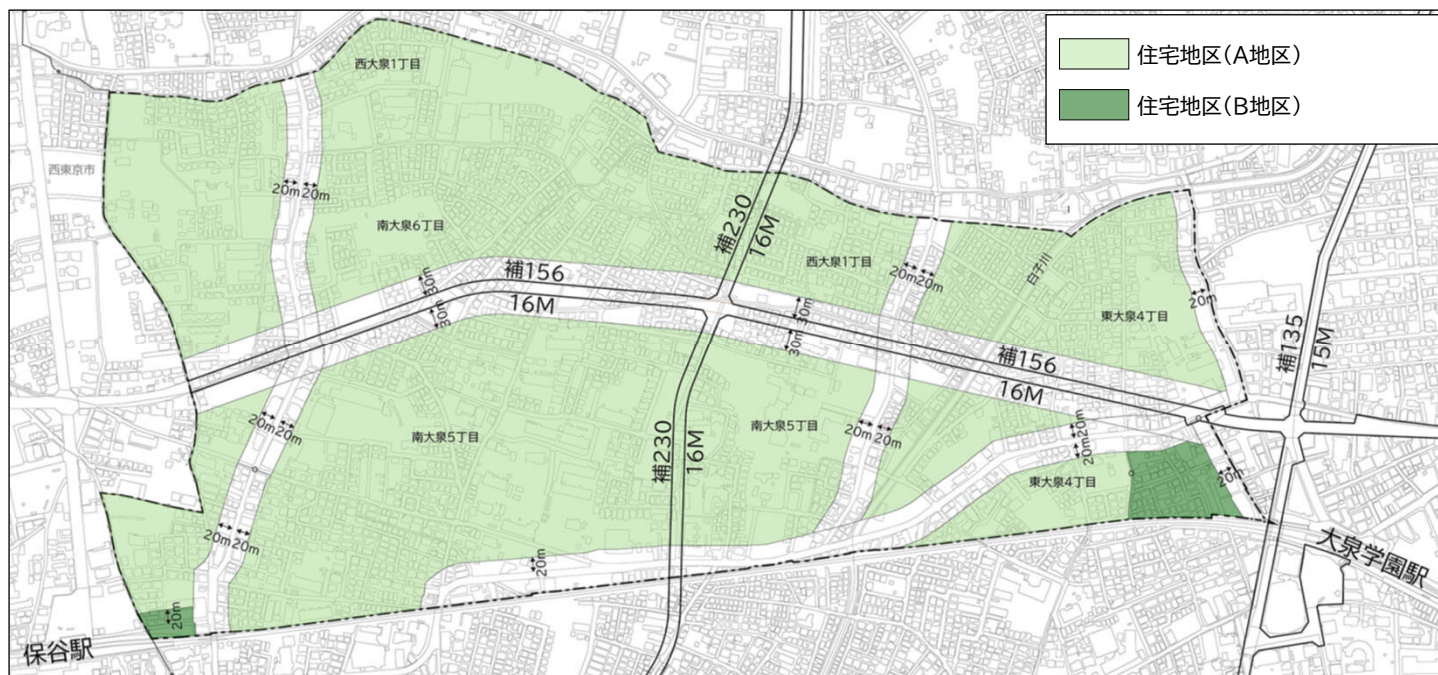 住宅地区(A地区)
住宅地区(B地区)
西大泉1丁目
西東京市
20m 20m
南大泉6丁目
補230
16M
西大泉1丁目
20m 20m
白子川
東大泉4丁目
20m
補135
15M
30m
30m
補156
16M
30m
30m
補156
16M
20m 20m
南大泉5丁目
補230
16M
南大泉5丁目
20m 20m
20m 20m
東大泉4丁目
20m
20m 20m
20m
20m
大泉学園駅
保谷駅